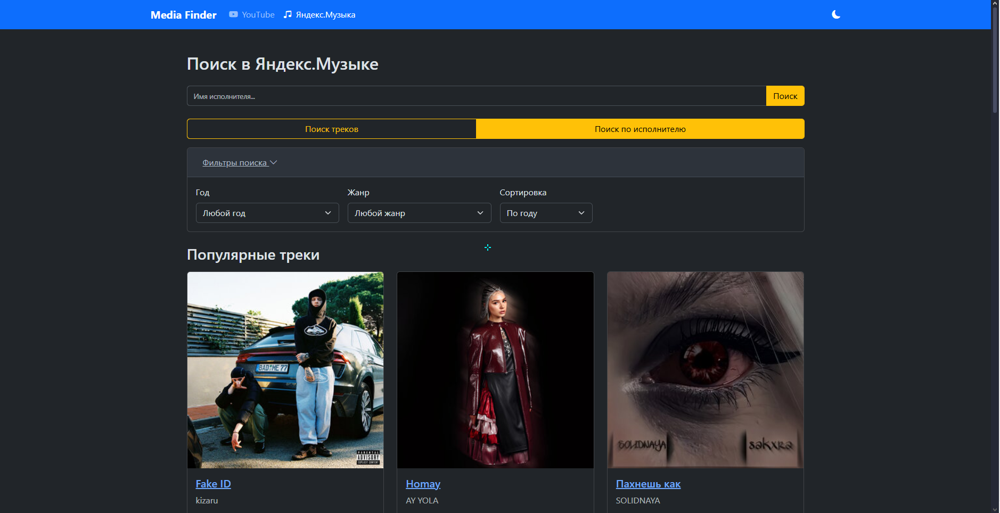 Media Finder YouTube Яндекс.Музыка
Поиск в Яндекс.Музыке
Имя исполнителя... Поиск
Поиск треков Поиск по исполнителю
Фильтры поиска
Год Жанр Сортировка
Любой год Любой жанр По году
Популярные треки
BAD ME 77
PARENTAL
ADVISORY
EXPLICIT CONTENT
SOLIDNAYA sakxra
Fake ID Homay Пахнешь как
kizaru AY YOLA SOLIDNAYA